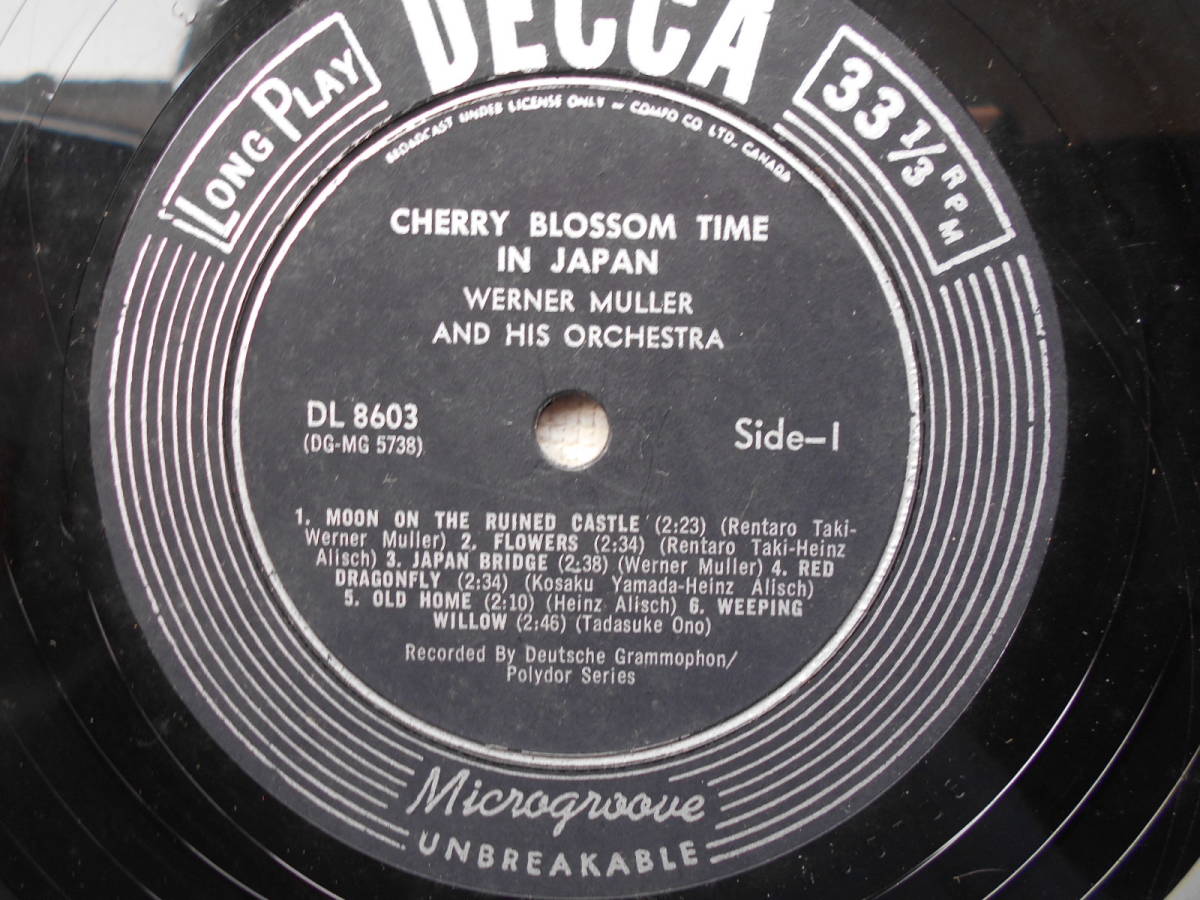 DECCA
LONG PLAY
33 1/3 RPM
BROADCAST UNDER LICENSE ONLY — COMPO CO. LTD., CANADA
CHERRY BLOSSOM TIME
IN JAPAN
WERNER MULLER
AND HIS ORCHESTRA
DL 8603
(DG-MG 5738)
Side-1
1. MOON ON THE RUINED CASTLE (2:23) (Rentaro Taki-
Werner Muller) 2. FLOWERS (2:34) (Rentaro Taki-Heinz
Alisch) 3. JAPAN BRIDGE (2:38) (Werner Muller) 4. RED
DRAGONFLY (2:34) (Kosaku Yamada-Heinz Alisch)
5. OLD HOME (2:10) (Heinz Alisch) 6. WEEPING
WILLOW (2:46) (Tadasuke Ono)
Recorded By Deutsche Grammophon/
Polydor Series
Microgroove
UNBREAKABLE